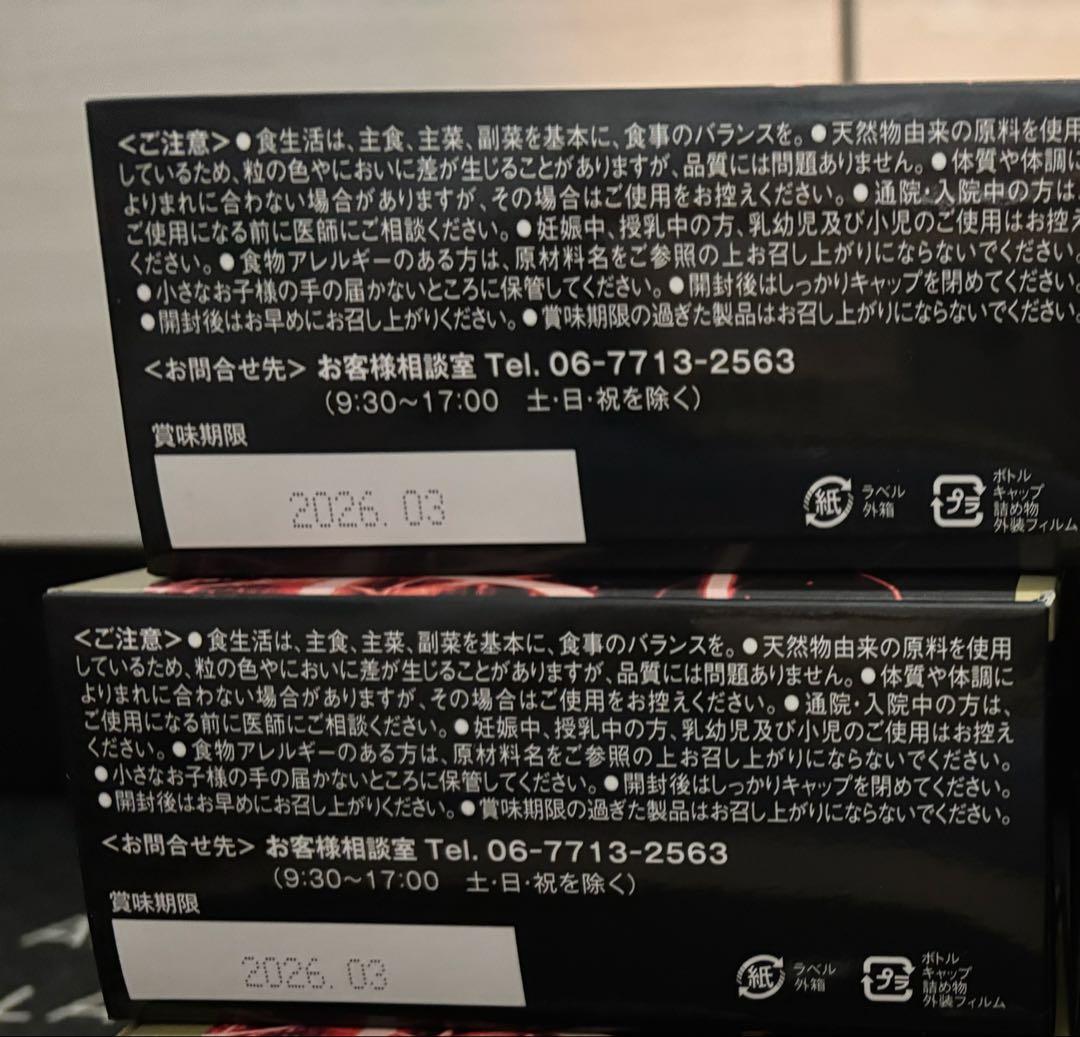 <ご注意>●食生活は、主食、主菜、副菜を基本に、食事のバランスを。●天然物由来の原料を使用
しているため、粒の色やにおいに差が生じることがありますが、品質には問題ありません。●体質や体調に
よりまれに合わない場合がありますが、その場合はご使用をお控えください。●通院・入院中の方は、
ご使用になる前に医師にご相談ください。●妊娠中、授乳中の方、乳幼児及び小児のご使用はお控え
ください。●食物アレルギーのある方は、原材料名をご参照の上お召し上がりにならないでください。
●小さなお子様の手の届かないところに保管してください。●開封後はしっかりキャップを閉めてください。
●開封後はお早めにお召し上がりください。●賞味期限の過ぎた製品はお召し上がりにならないでください。
<お問合せ先> お客様相談室 Tel. 06-7713-2563
(9:30～17:00 土・日・祝を除く)
賞味期限
2026. 03
紙 ラベル
外箱
プラ ボトル
キャップ
詰め物
外装フィルム
<ご注意>●食生活は、主食、主菜、副菜を基本に、食事のバランスを。●天然物由来の原料を使用
しているため、粒の色やにおいに差が生じることがありますが、品質には問題ありません。●体質や体調に
よりまれに合わない場合がありますが、その場合はご使用をお控えください。●通院・入院中の方は、
ご使用になる前に医師にご相談ください。●妊娠中、授乳中の方、乳幼児及び小児のご使用はお控え
ください。●食物アレルギーのある方は、原材料名をご参照の上お召し上がりにならないでください。
●小さなお子様の手の届かないところに保管してください。●開封後はしっかりキャップを閉めてください。
●開封後はお早めにお召し上がりください。●賞味期限の過ぎた製品はお召し上がりにならないでください。
<お問合せ先> お客様相談室 Tel. 06-7713-2563
(9:30～17:00 土・日・祝を除く)
賞味期限
2026. 03
紙 ラベル
外箱
プラ ボトル
キャップ
詰め物
外装フィルム